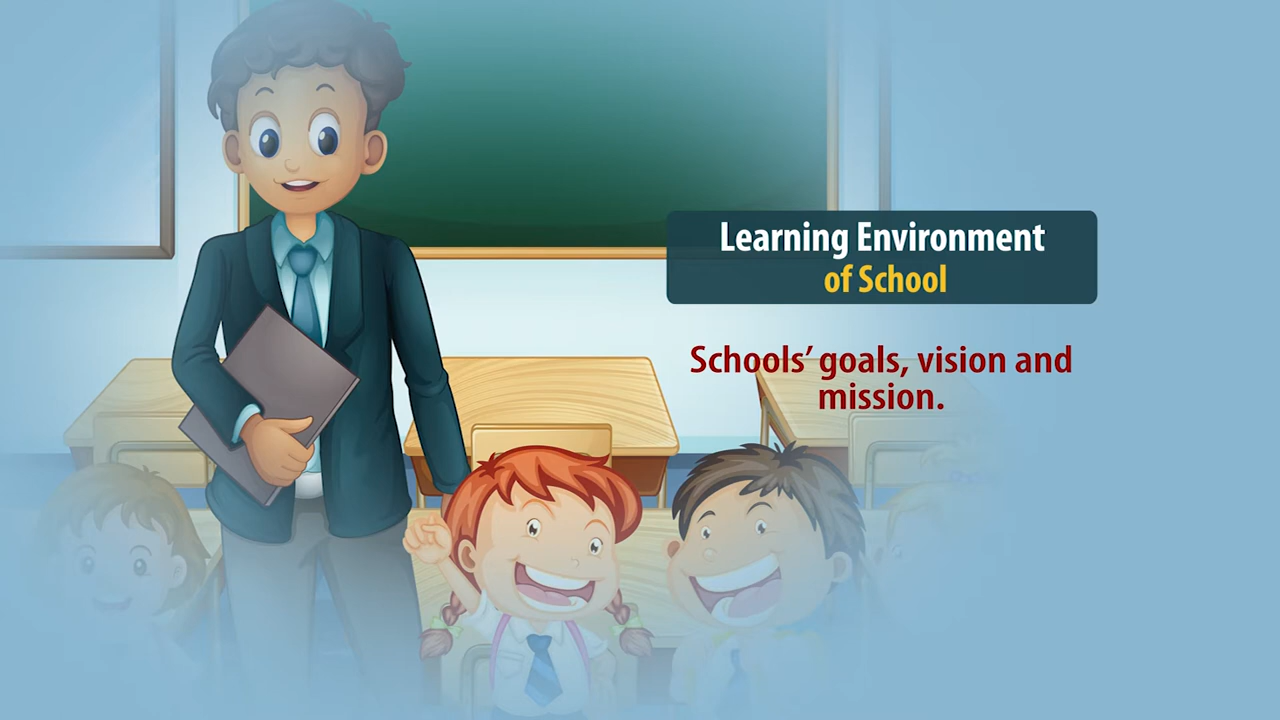 Learning Environment
of School
Schools’ goals, vision and
mission.